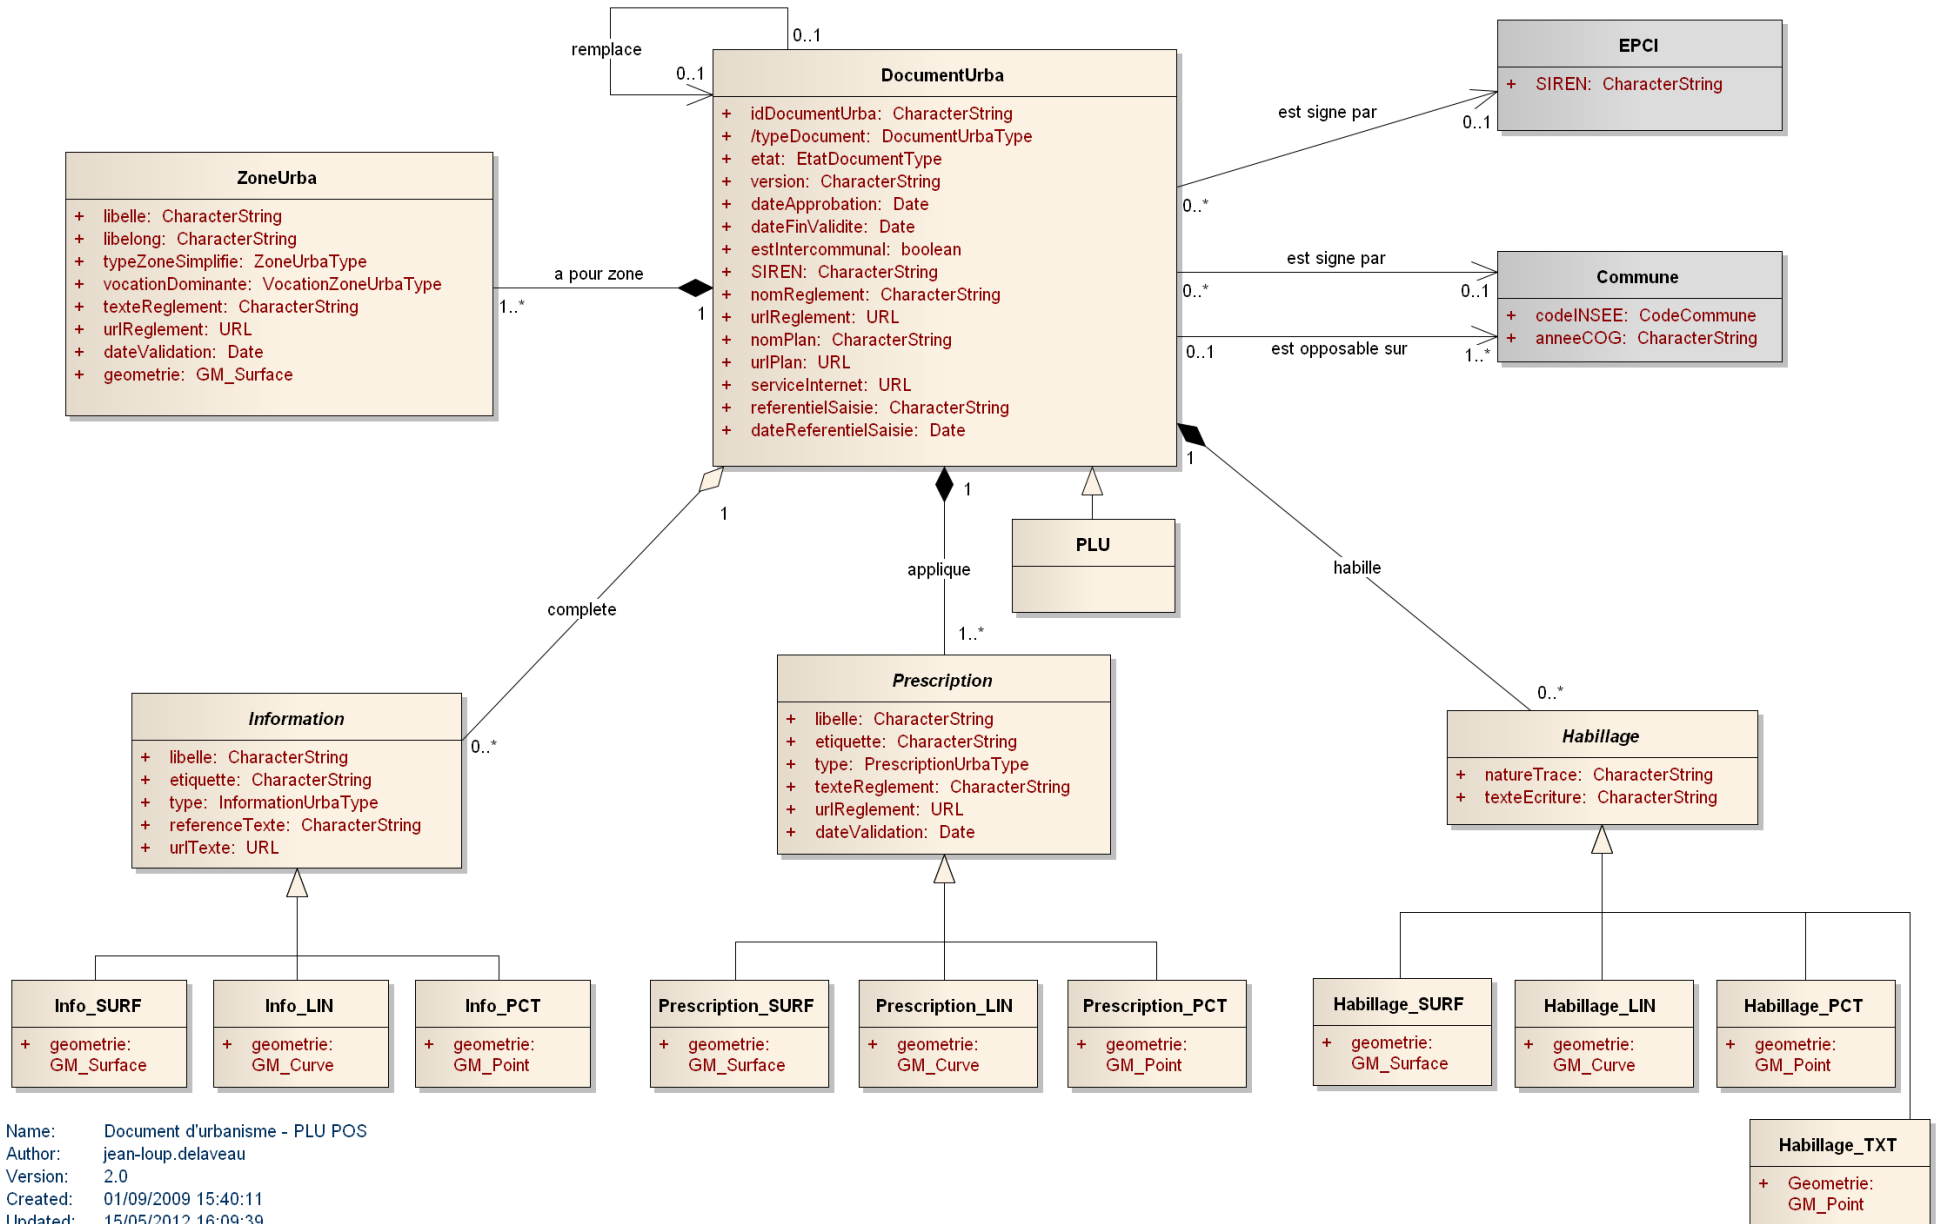 remplace
0..1
0..1
DocumentUrba
+ idDocumentUrba: CharacterString
+ /typeDocument: DocumentUrbaType
+ etat: EtatDocumentType
+ version: CharacterString
+ dateApprobation: Date
+ dateFinValidite: Date
+ estIntercommunal: boolean
+ SIREN: CharacterString
+ nomReglement: CharacterString
+ urlReglement: URL
+ nomPlan: CharacterString
+ urlPlan: URL
+ serviceInternet: URL
+ referentielSaisie: CharacterString
+ dateReferentielSaisie: Date
EPCI
+ SIREN: CharacterString
est signe par
0..1
0..*
est signe par
0..*
0..1
Commune
+ codeINSEE: CodeCommune
+ anneeCOG: CharacterString
0..1
est opposable sur
1..*
ZoneUrba
+ libelle: CharacterString
+ libelong: CharacterString
+ typeZoneSimplifie: ZoneUrbaType
+ vocationDominante: VocationZoneUrbaType
+ texteReglement: CharacterString
+ urlReglement: URL
+ dateValidation: Date
+ geometrie: GM_Surface
a pour zone
1..*
1
1
complete
0..*
1
applique
1..*
PLU
1
habille
0..*
Information
+ libelle: CharacterString
+ etiquette: CharacterString
+ type: InformationUrbaType
+ referenceTexte: CharacterString
+ urlTexte: URL
Prescription
+ libelle: CharacterString
+ etiquette: CharacterString
+ type: PrescriptionUrbaType
+ texteReglement: CharacterString
+ urlReglement: URL
+ dateValidation: Date
Habillage
+ natureTrace: CharacterString
+ texteEcriture: CharacterString
Info_SURF
+ geometrie:
GM_Surface
Info_LIN
+ geometrie:
GM_Curve
Info_PCT
+ geometrie:
GM_Point
Prescription_SURF
+ geometrie:
GM_Surface
Prescription_LIN
+ geometrie:
GM_Curve
Prescription_PCT
+ geometrie:
GM_Point
Habillage_SURF
+ geometrie:
GM_Surface
Habillage_LIN
+ geometrie:
GM_Curve
Habillage_PCT
+ geometrie:
GM_Point
Habillage_TXT
+ Geometrie:
GM_Point
Name: Document d'urbanisme - PLU POS
Author: jean-loup.delaveau
Version: 2.0
Created: 01/09/2009 15:40:11
Updated: 15/05/2012 16:09:39